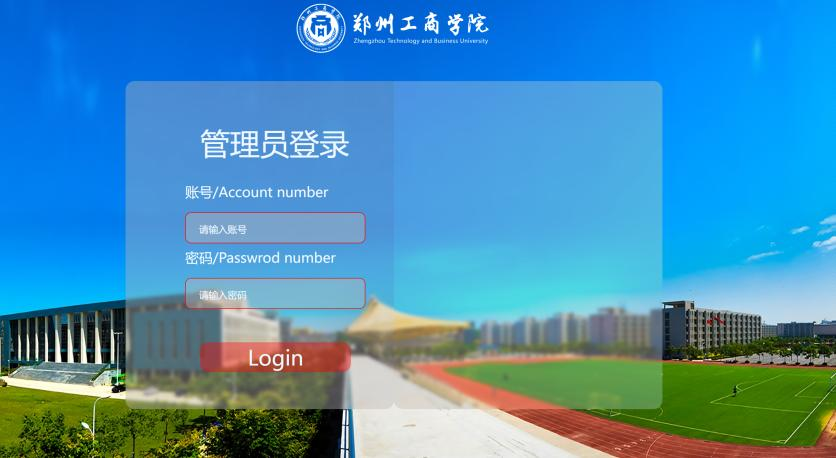 郑州工商学院
Zhengzhou Technology and Business University
管理员登录
账号/Account number
请输入账号
密码/Passwrod number
请输入密码
Login